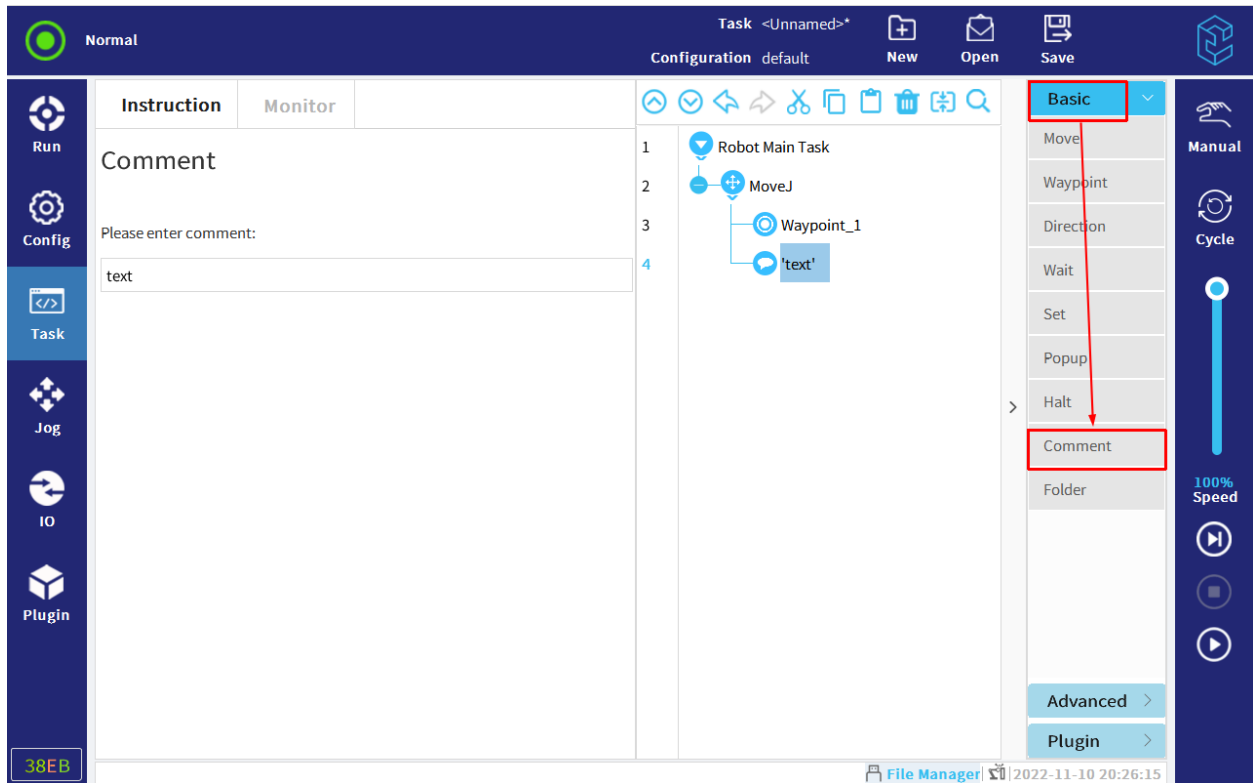 Normal
Task <Unnamed>*
Configuration default
New
Open
Save
Run
Config
Task
Jog
IO
Plugin
38EB
Instruction Monitor
Comment
Please enter comment:
text
1 Robot Main Task
2 MoveJ
3 Waypoint_1
4 'text'
Basic
Move
Waypoint
Direction
Wait
Set
Popup
Halt
Comment
Folder
Advanced
Plugin
Manual
Cycle
100%
Speed
File Manager 2022-11-10 20:26:15